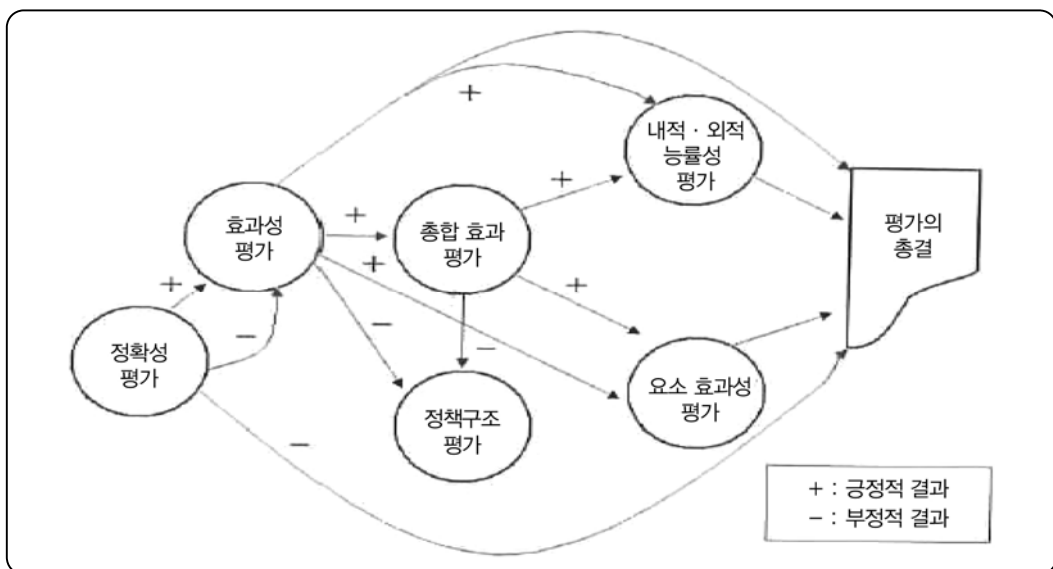 +
내적 · 외적
능률성
평가
+
효과성
평가
+
총합 효과
평가
평가의
총결
+
+
+
−
−
정확성
평가
−
정책구조
평가
요소 효과성
평가
−
+ : 긍정적 결과
− : 부정적 결과